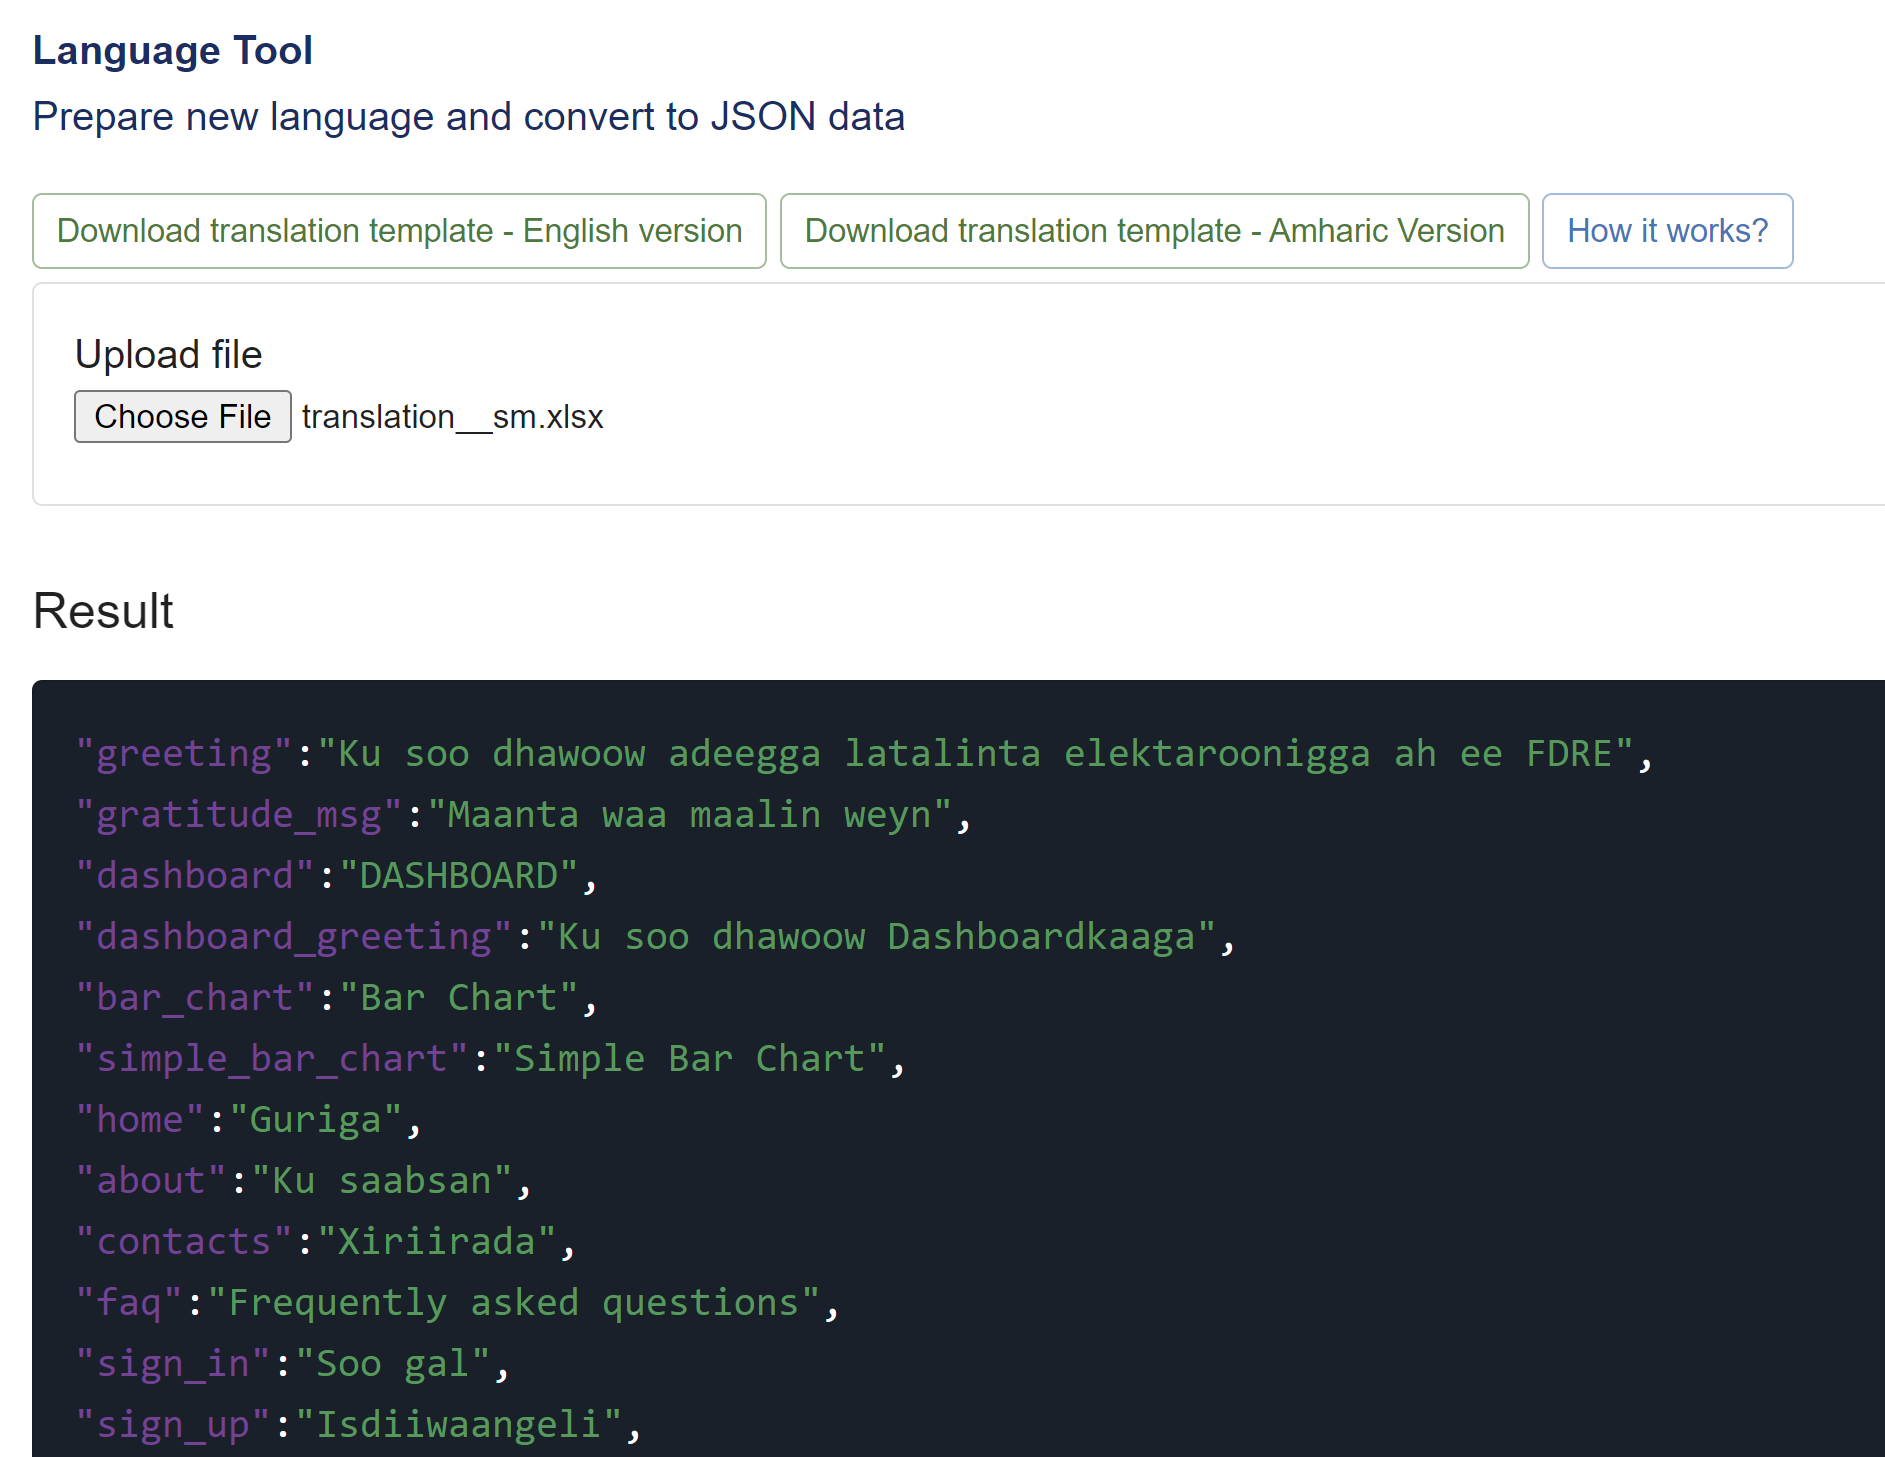 Language Tool
Prepare new language and convert to JSON data
Download translation template - English version
Download translation template - Amharic Version
How it works?
Upload file
Choose File translation__sm.xlsx
Result
"greeting":"Ku soo dhawoow adeegga latalinta elektaroonigga ah ee FDRE",
"gratitude_msg":"Maanta waa maalin weyn",
"dashboard":"DASHBOARD",
"dashboard_greeting":"Ku soo dhawoow Dashboardkaaga",
"bar_chart":"Bar Chart",
"simple_bar_chart":"Simple Bar Chart",
"home":"Guriga",
"about":"Ku saabsan",
"contacts":"Xiriirada",
"faq":"Frequently asked questions",
"sign_in":"Soo gal",
"sign_up":"Isdiiwaangeli",